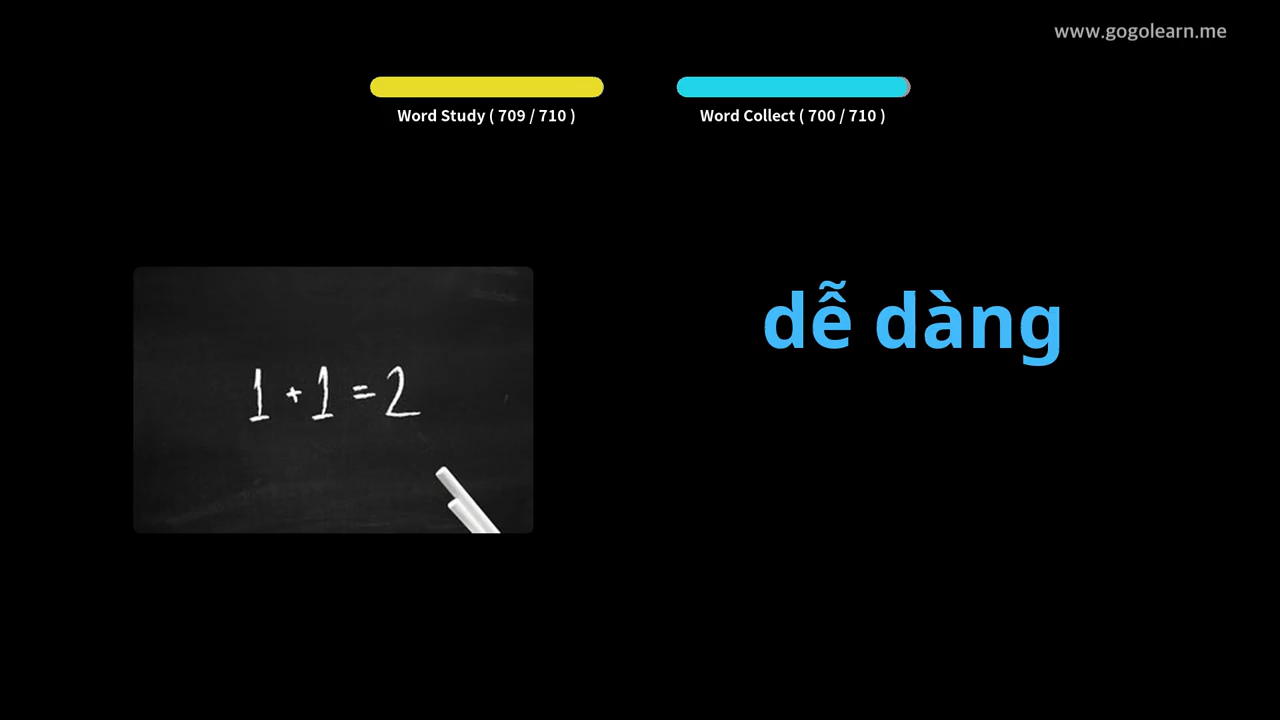 www.gogolearn.me
Word Study ( 709 / 710 )
Word Collect ( 700 / 710 )
dễ dàng
1 + 1 = 2